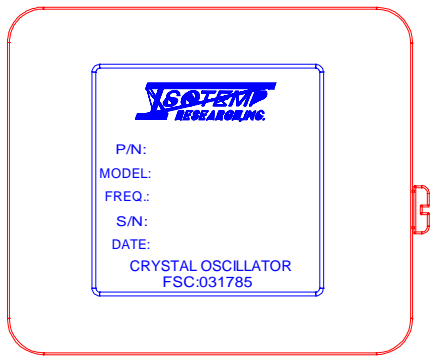 ISOTEMP
RESEARCH, INC.
P/N:
MODEL:
FREQ.:
S/N:
DATE:
CRYSTAL OSCILLATOR
FSC:031785